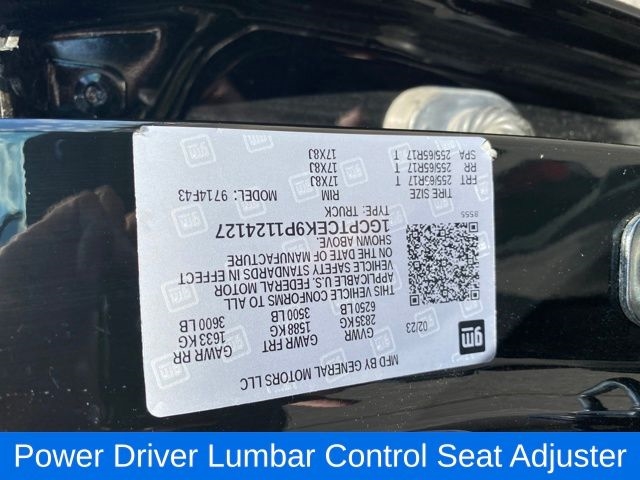 MFD BY GENERAL MOTORS LLC
gm
02/23
GVWR GAWR FRT GAWR RR
2835 KG 1588 KG 1633 KG
6250 LB 3500 LB 3600 LB
THIS VEHICLE CONFORMS TO ALL
APPLICABLE U.S. FEDERAL MOTOR
VEHICLE SAFETY STANDARDS IN EFFECT
ON THE DATE OF MANUFACTURE
SHOWN ABOVE.
1GCPTCEK9P1124127
TYPE: TRUCK
8555
MODEL: 9714F43
TIRE SIZE RIM
FRT 255/65R17 T 17X8J
RR 255/65R17 T 17X8J
SPA 255/65R17 T 17X8J
Power Driver Lumbar Control Seat Adjuster